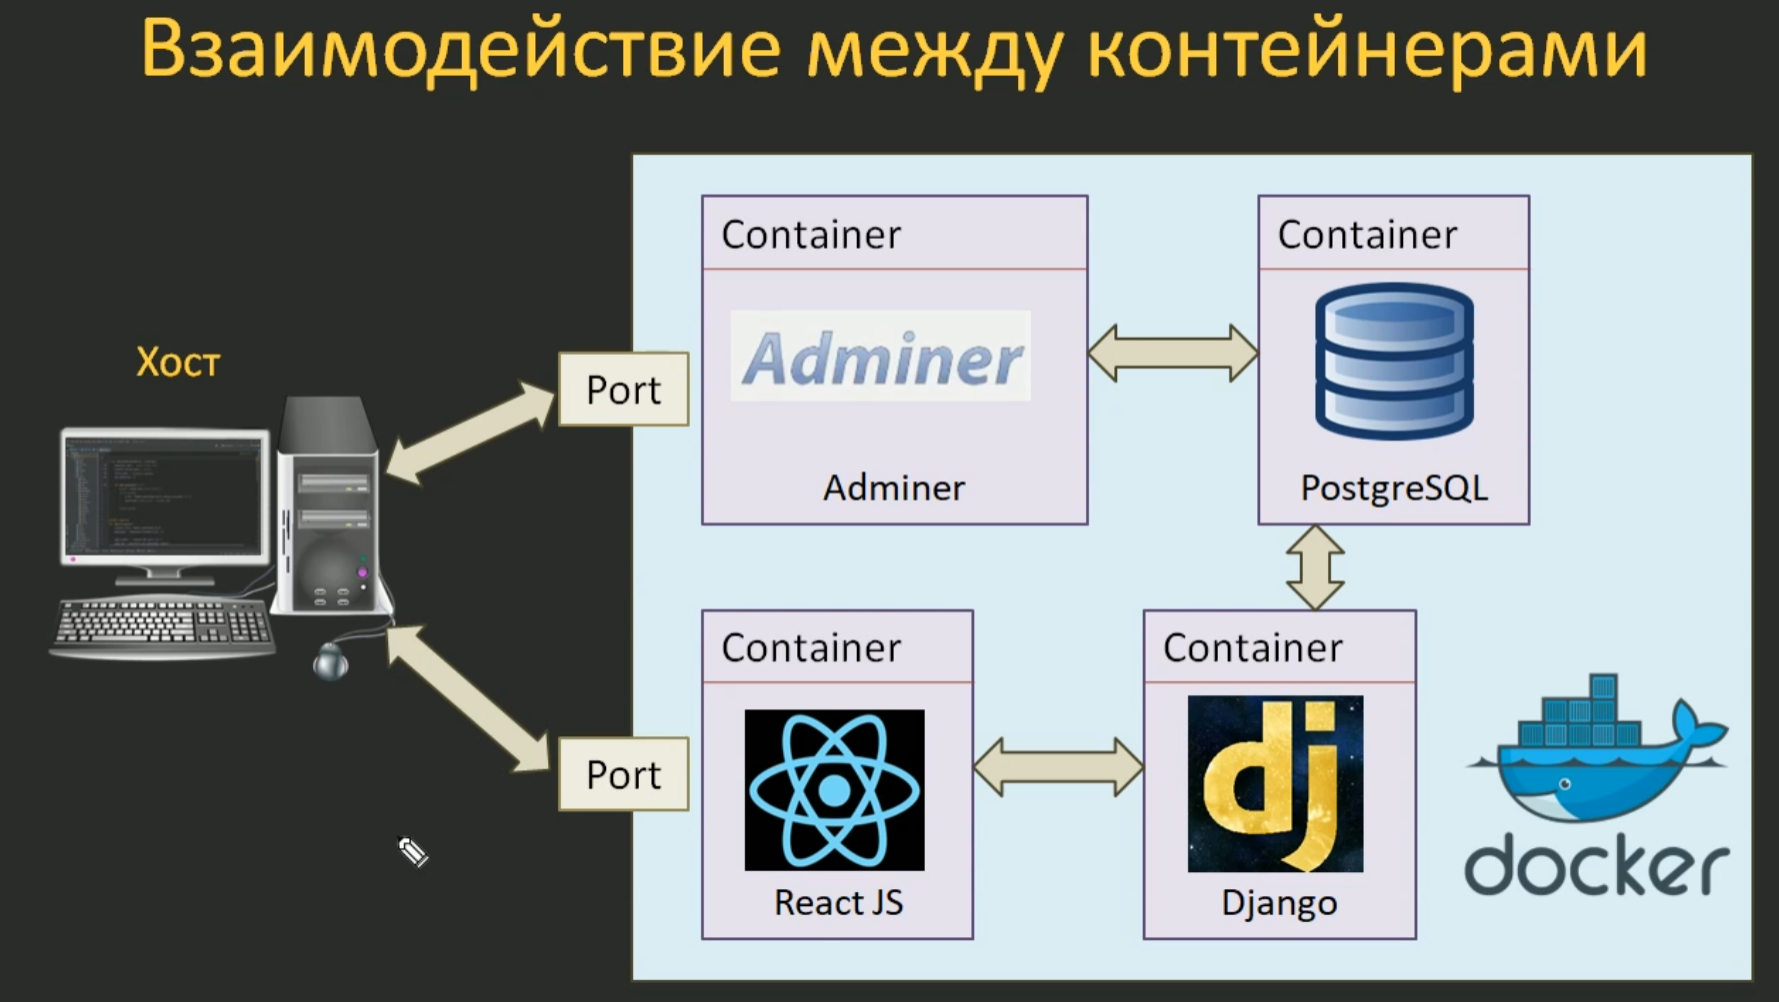 Взаимодействие между контейнерами
Хост
Port
Port
Container
Adminer
Adminer
Container
PostgreSQL
Container
React JS
Container
dj
Django
docker